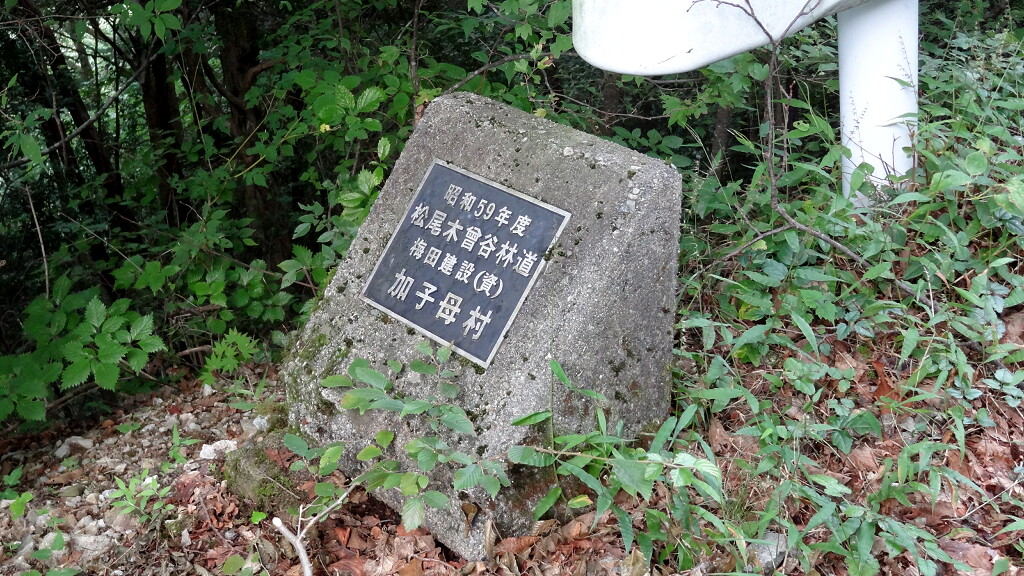 昭和59年度
松尾木曾谷林道
梅田建設(資)
加子母村